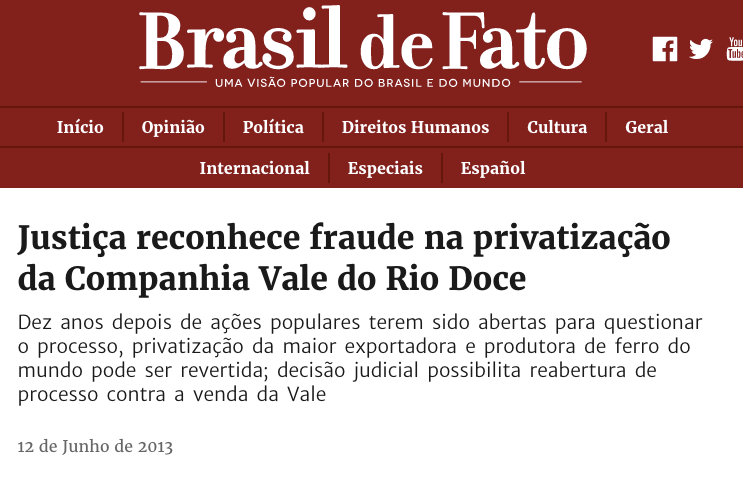 Brasil de Fato
UMA VISÃO POPULAR DO BRASIL E DO MUNDO
You
Tube
Início
Opinião
Política
Direitos Humanos
Cultura
Geral
Internacional
Especiais
Español
Justiça reconhece fraude na privatização
da Companhia Vale do Rio Doce
Dez anos depois de ações populares terem sido abertas para questionar
o processo, privatização da maior exportadora e produtora de ferro do
mundo pode ser revertida; decisão judicial possibilita reabertura de
processo contra a venda da Vale
12 de Junho de 2013